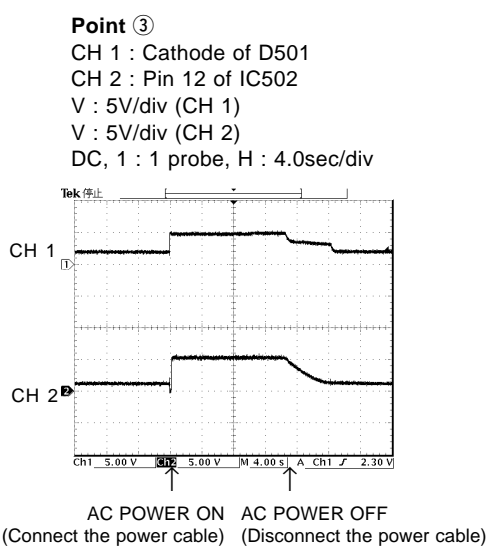 Point ③
CH 1 : Cathode of D501
CH 2 : Pin 12 of IC502
V : 5V/div (CH 1)
V : 5V/div (CH 2)
DC, 1 : 1 probe, H : 4.0sec/div
Tek 停止
CH 1
1
CH 2
2
Ch1 5.00 V Ch2 5.00 V M 4.00 s A Ch1 ƒ 2.30 V
AC POWER ON AC POWER OFF
(Connect the power cable) (Disconnect the power cable)